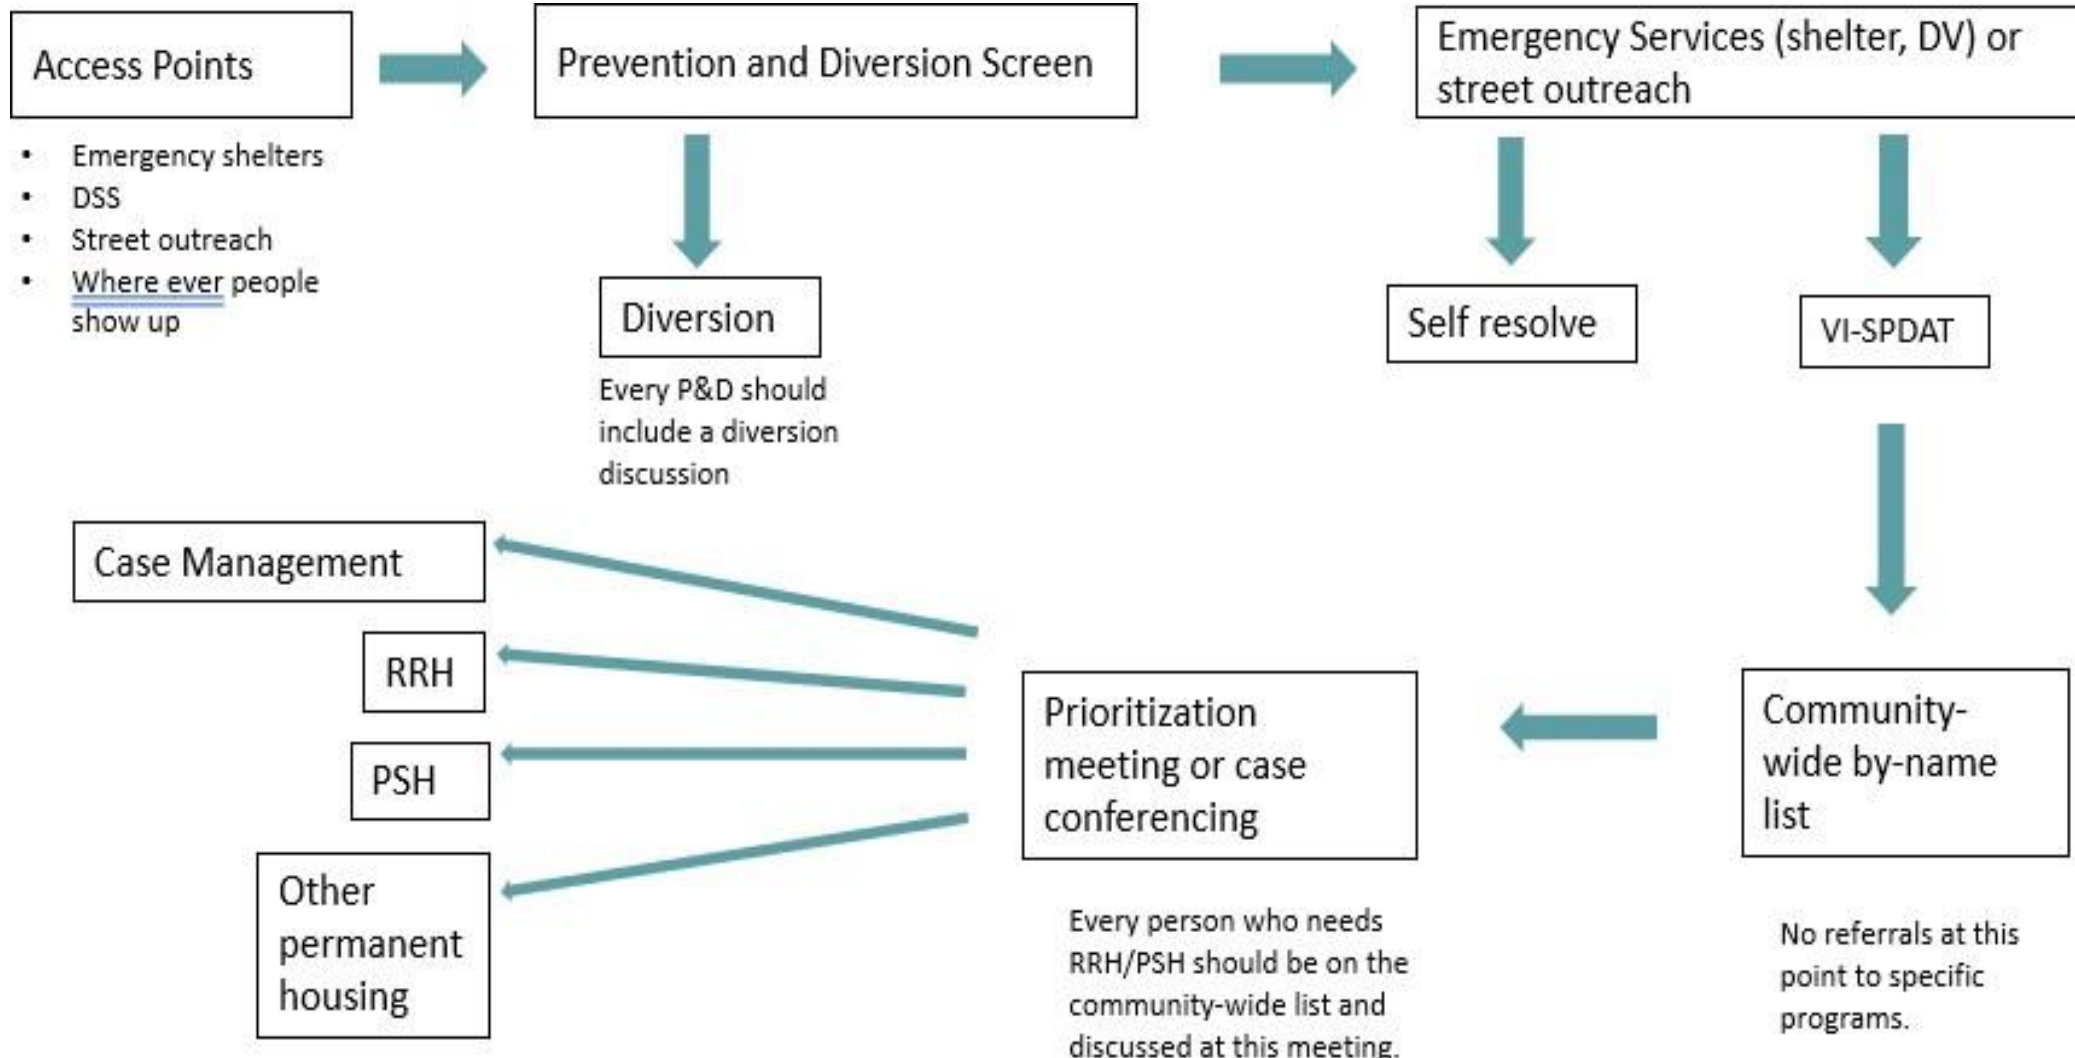 Access Points
Prevention and Diversion Screen
Emergency Services (shelter, DV) or
street outreach
• Emergency shelters
• DSS
• Street outreach
• Where ever people
show up
Diversion
Every P&D should
include a diversion
discussion
Self resolve
VI-SPDAT
Case Management
RRH
PSH
Other
permanent
housing
Prioritization
meeting or case
conferencing
Every person who needs
RRH/PSH should be on the
community-wide list and
discussed at this meeting.
Community-
wide by-name
list
No referrals at this
point to specific
programs.